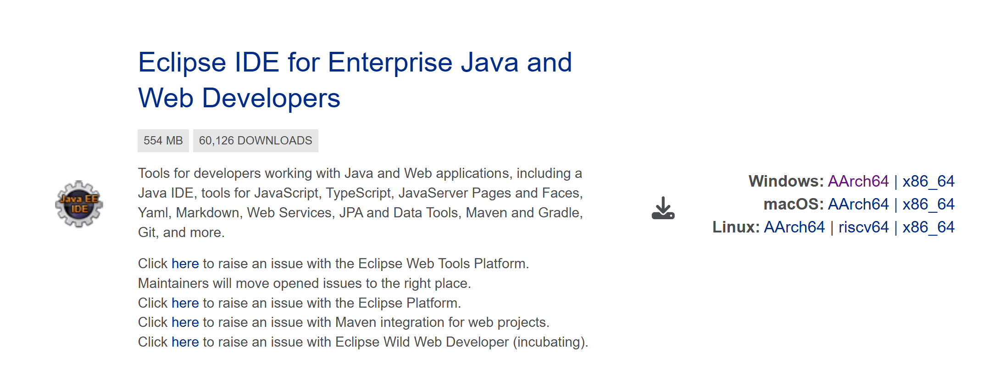 Eclipse IDE for Enterprise Java and
Web Developers
554 MB 60,126 DOWNLOADS
Tools for developers working with Java and Web applications, including a
Java IDE, tools for JavaScript, TypeScript, JavaServer Pages and Faces,
Yaml, Markdown, Web Services, JPA and Data Tools, Maven and Gradle,
Git, and more.
Click here to raise an issue with the Eclipse Web Tools Platform.
Maintainers will move opened issues to the right place.
Click here to raise an issue with the Eclipse Platform.
Click here to raise an issue with Maven integration for web projects.
Click here to raise an issue with Eclipse Wild Web Developer (incubating).
Java EE
IDE
Windows: AArch64 | x86_64
macOS: AArch64 | x86_64
Linux: AArch64 | riscv64 | x86_64